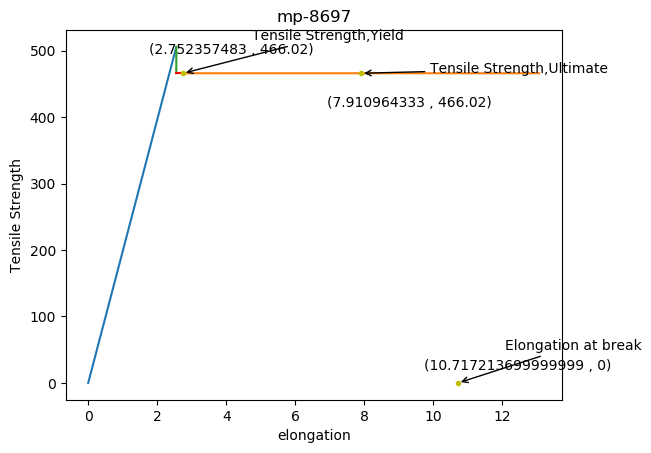 mp-8697
Tensile Strength,Yield
(2.752357483 , 466.02)
Tensile Strength,Ultimate
(7.910964333 , 466.02)
Elongation at break
(10.717213699999999 , 0)
500
400
300
200
100
0
Tensile Strength
0 2 4 6 8 10 12
elongation